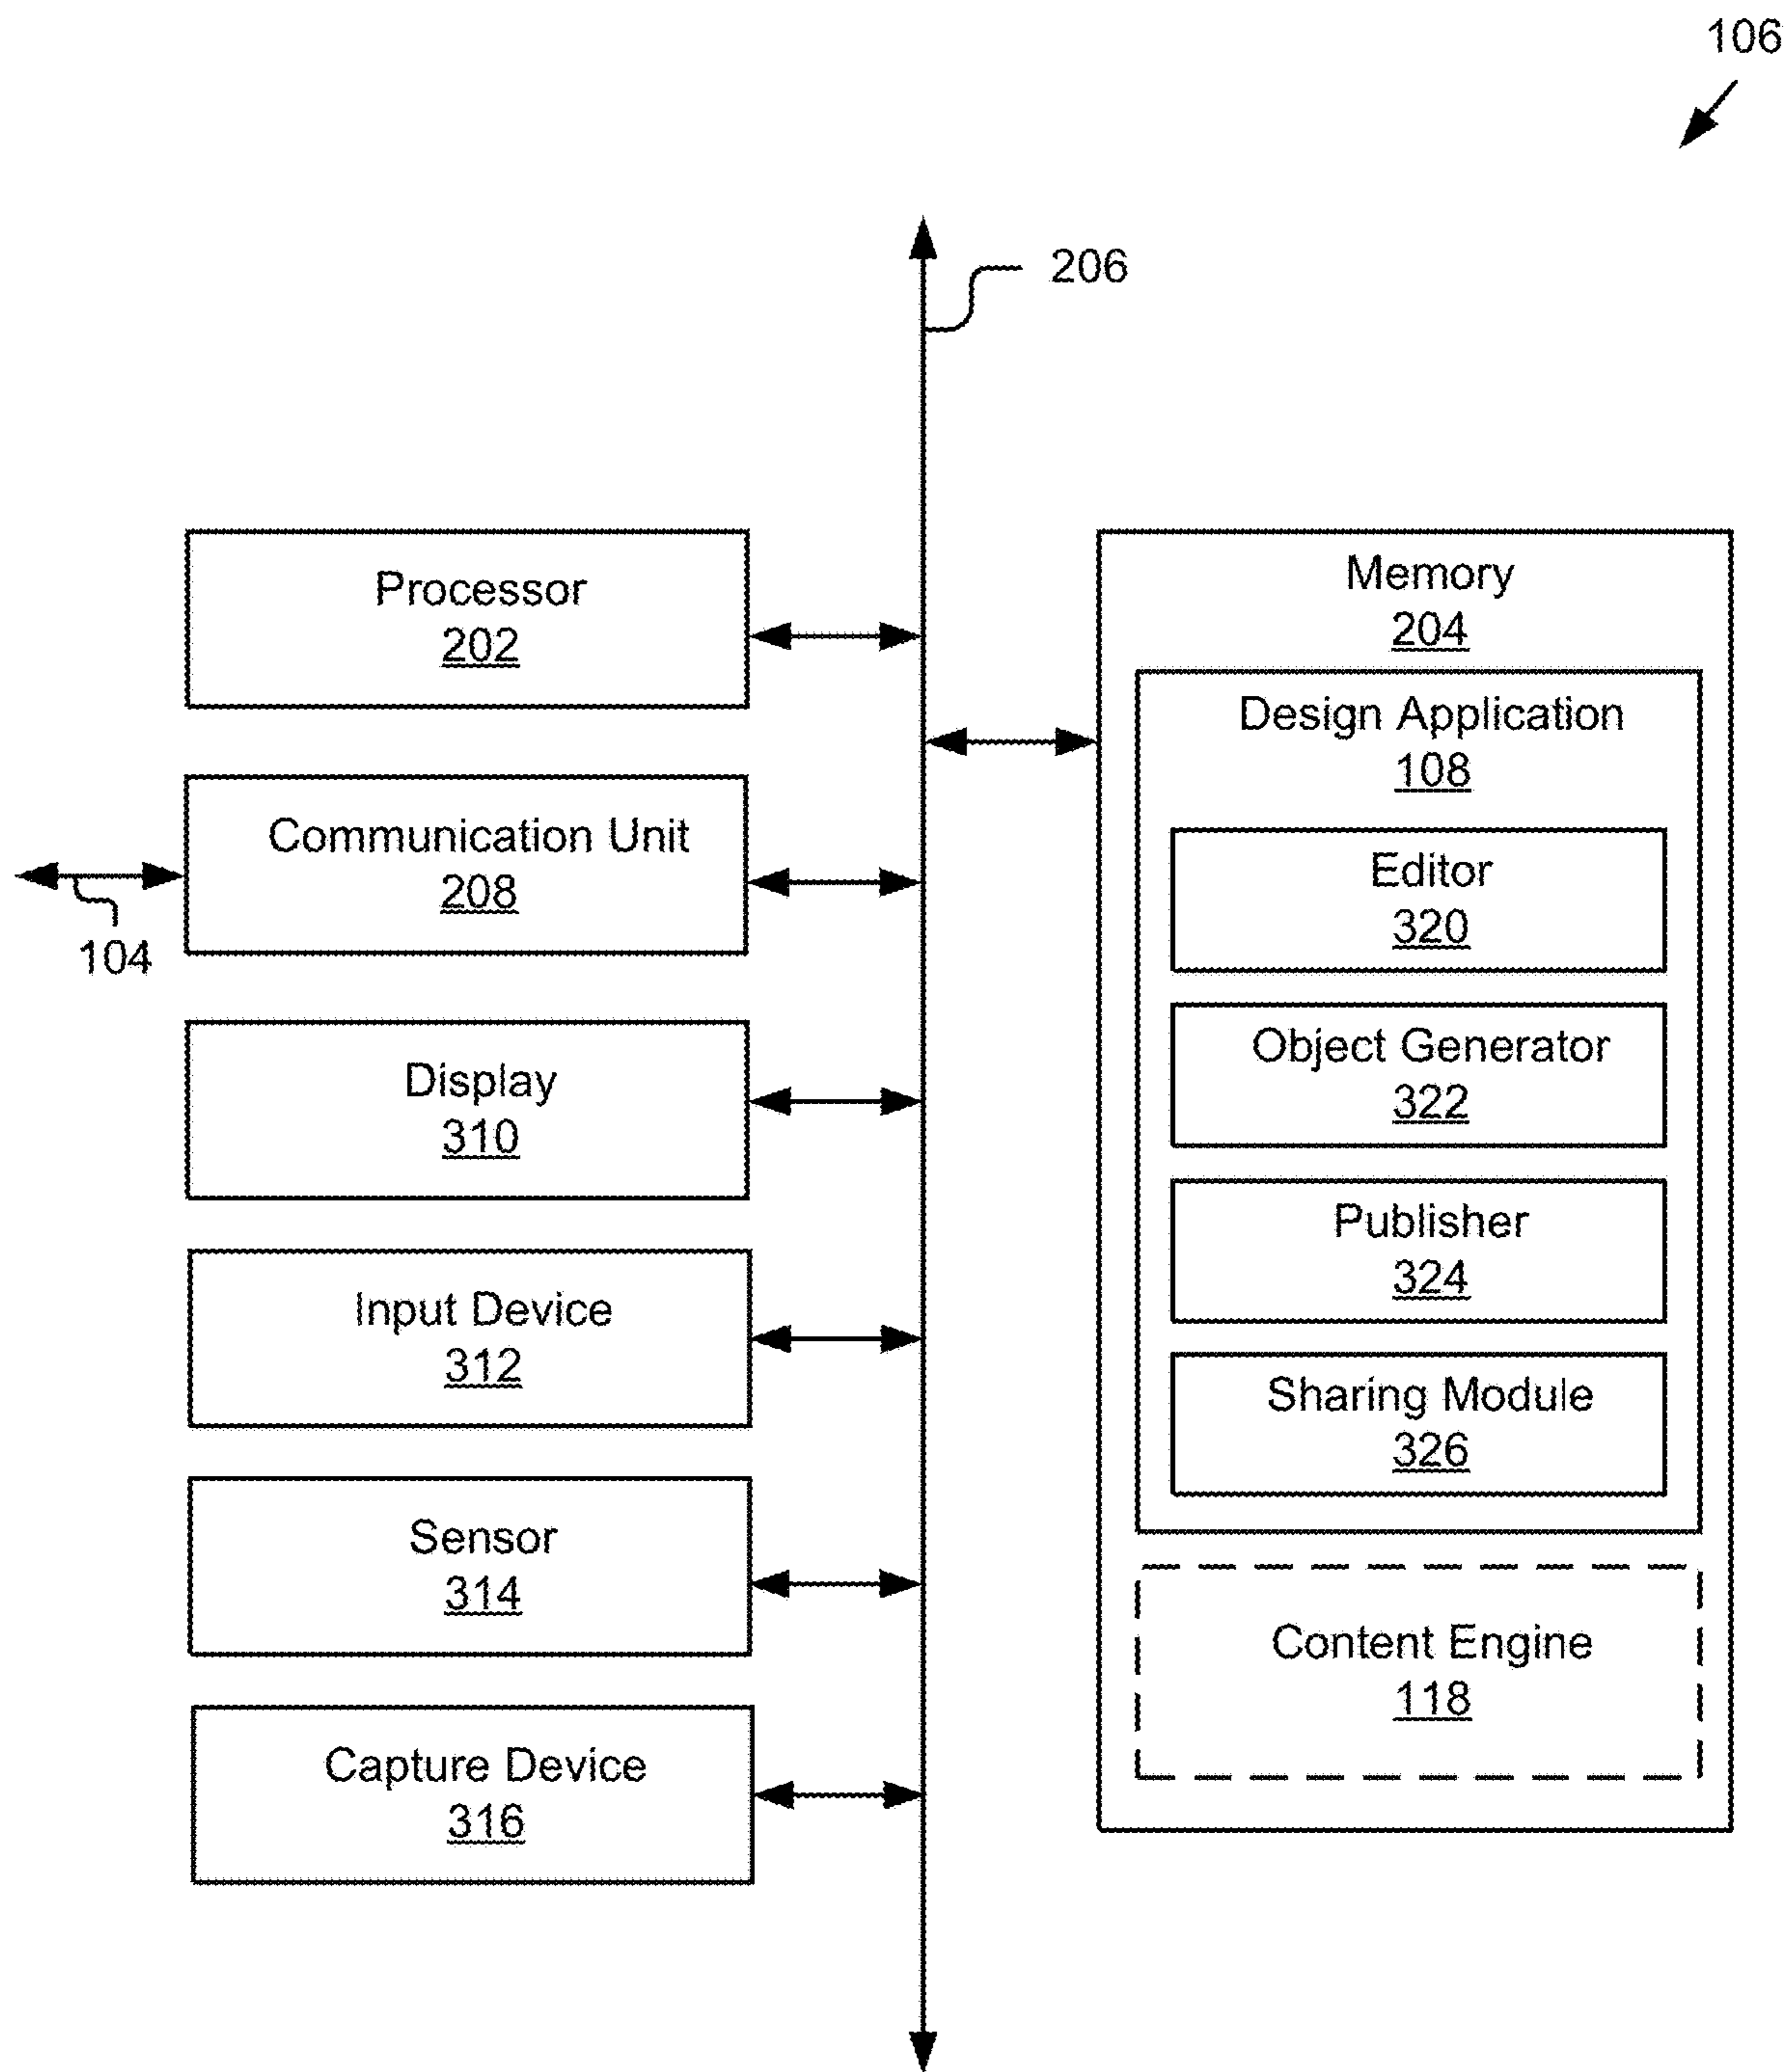 106
206
Processor
202
Communication Unit
208
104
Display
310
Input Device
312
Sensor
314
Capture Device
316
Memory
204
Design Application
108
Editor
320
Object Generator
322
Publisher
324
Sharing Module
326
Content Engine
118